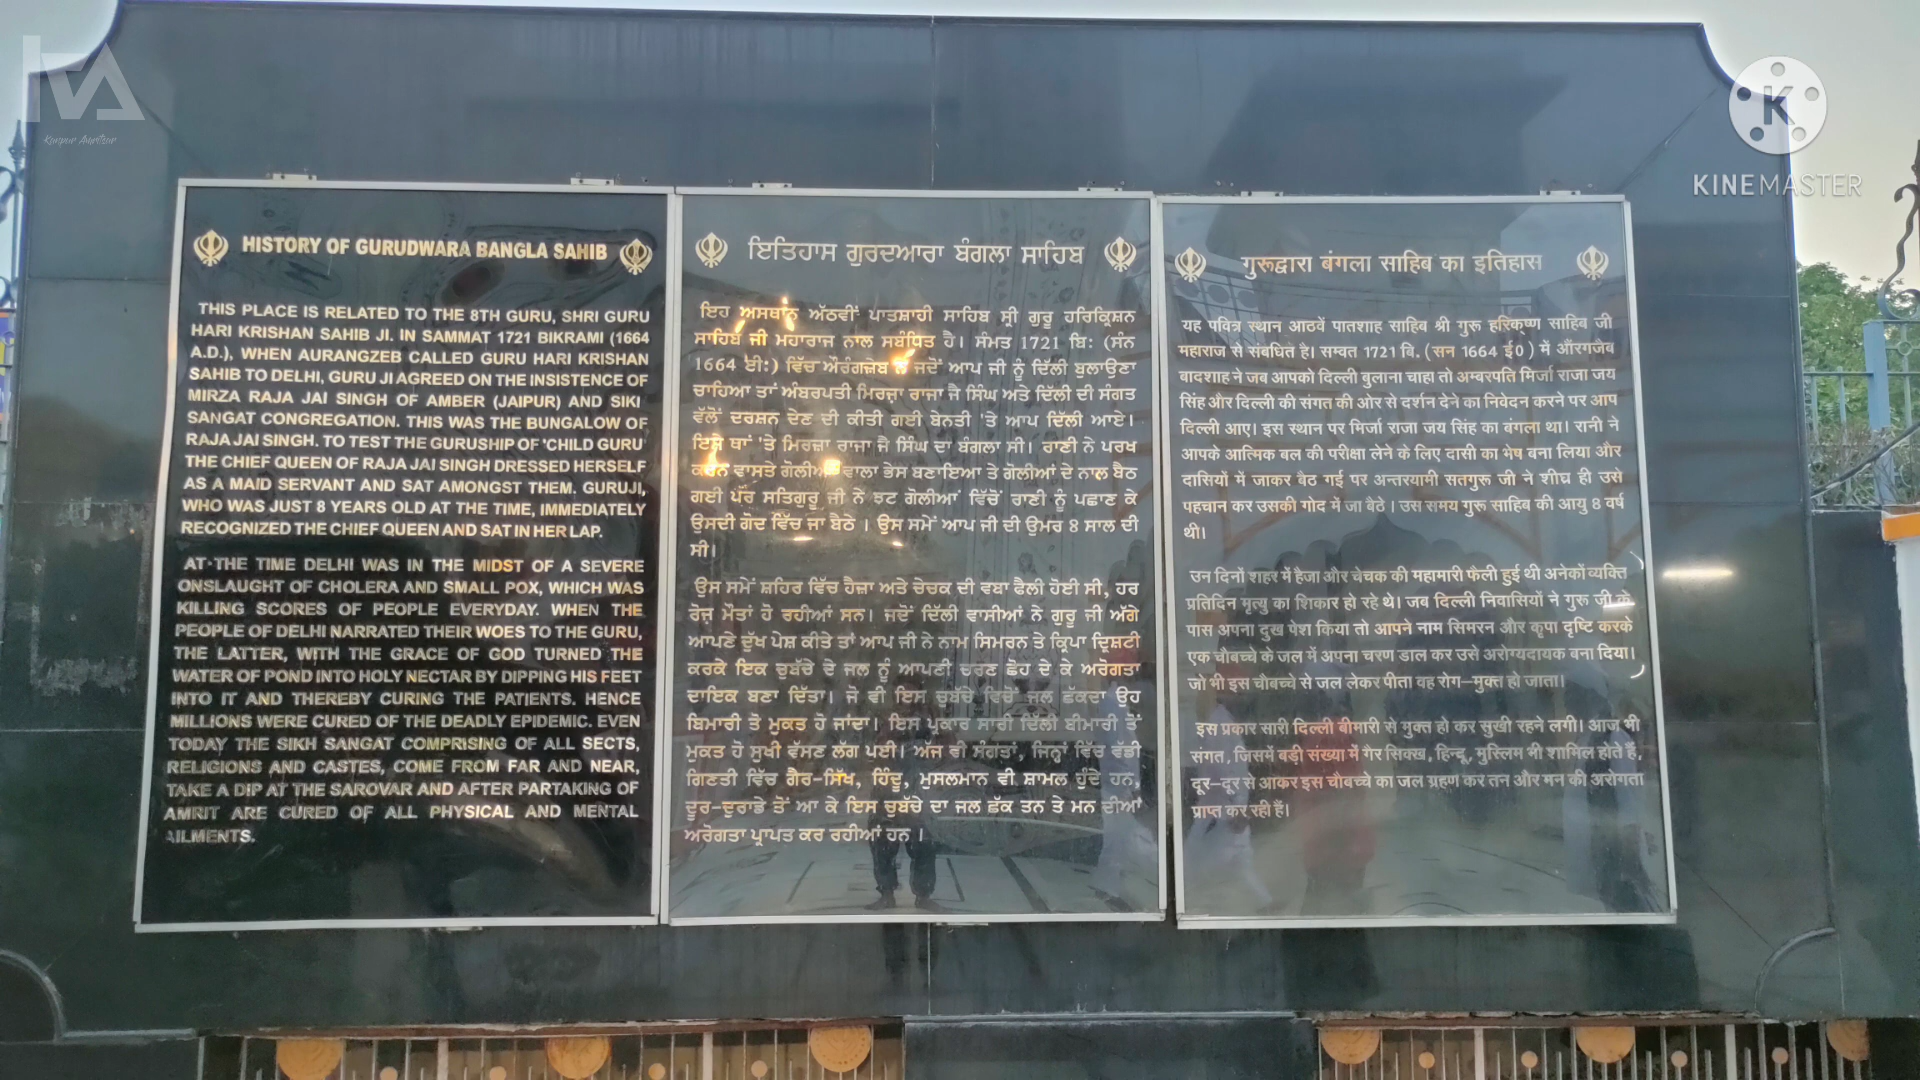 KA
Kanpur Amritsar
K
KINEMASTER
HISTORY OF GURUDWARA BANGLA SAHIB
THIS PLACE IS RELATED TO THE 8TH GURU, SHRI GURU
HARI KRISHAN SAHIB JI. IN SAMMAT 1721 BIKRAMI (1664
A.D.), WHEN AURANGZEB CALLED GURU HARI KRISHAN
SAHIB TO DELHI, GURU JI AGREED ON THE INSISTENCE OF
MIRZA RAJA JAI SINGH OF AMBER (JAIPUR) AND SIKI
SANGAT CONGREGATION. THIS WAS THE BUNGALOW OF
RAJA JAI SINGH. TO TEST THE GURUSHIP OF 'CHILD GURU'
THE CHIEF QUEEN OF RAJA JAI SINGH DRESSED HERSELF
AS A MAID SERVANT AND SAT AMONGST THEM. GURUJI,
WHO WAS JUST 8 YEARS OLD AT THE TIME, IMMEDIATELY
RECOGNIZED THE CHIEF QUEEN AND SAT IN HER LAP.
AT THE TIME DELHI WAS IN THE MIDST OF A SEVERE
ONSLAUGHT OF CHOLERA AND SMALL POX, WHICH WAS
KILLING SCORES OF PEOPLE EVERYDAY. WHEN THE
PEOPLE OF DELHI NARRATED THEIR WOES TO THE GURU,
THE LATTER, WITH THE GRACE OF GOD TURNED THE
WATER OF POND INTO HOLY NECTAR BY DIPPING HIS FEET
INTO IT AND THEREBY CURING THE PATIENTS. HENCE
MILLIONS WERE CURED OF THE DEADLY EPIDEMIC. EVEN
TODAY THE SIKH SANGAT COMPRISING OF ALL SECTS,
RELIGIONS AND CASTES, COME FROM FAR AND NEAR,
TAKE A DIP AT THE SAROVAR AND AFTER PARTAKING OF
AMRIT ARE CURED OF ALL PHYSICAL AND MENTAL
AILMENTS.
ਇਤਿਹਾਸ ਗੁਰਦਆਰਾ ਬੰਗਲਾ ਸਾਹਿਬ
ਇਹ ਅਸਥਾਨ ਅੱਠਵੀਂ ਪਾਤਸ਼ਾਹੀ ਸਾਹਿਬ ਸ੍ਰੀ ਗੁਰੂ ਹਰਿਕ੍ਰਿਸ਼ਨ
ਸਾਹਿਬ ਜੀ ਮਹਾਰਾਜ ਨਾਲ ਸਬੰਧਿਤ ਹੈ। ਸੰਮਤ 1721 ਬਿ: (ਸੰਨ
1664 ਈ:) ਵਿੱਚ ਔਰੰਗਜ਼ੇਬ ਨੇ ਜਦੋਂ ਆਪ ਜੀ ਨੂੰ ਦਿੱਲੀ ਬੁਲਾਉਣਾ
ਚਾਹਿਆ ਤਾਂ ਅੰਬਰਪਤੀ ਮਿਰਜ਼ਾ ਰਾਜਾ ਜੈ ਸਿੰਘ ਅਤੇ ਦਿੱਲੀ ਦੀ ਸੰਗਤ
ਵੱਲੋਂ ਦਰਸ਼ਨ ਦੇਣ ਦੀ ਕੀਤੀ ਗਈ ਬੇਨਤੀ 'ਤੇ ਆਪ ਦਿੱਲੀ ਆਏ।
ਇਸ ਥਾਂ 'ਤੇ ਮਿਰਜ਼ਾ ਰਾਜਾ ਜੈ ਸਿੰਘ ਦਾ ਬੰਗਲਾ ਸੀ। ਰਾਣੀ ਨੇ ਪਰਖ
ਕਰਨ ਵਾਸਤੇ ਗੋਲੀਆਂ ਵਾਲਾ ਭੇਸ ਬਣਾਇਆ ਤੇ ਗੋਲੀਆਂ ਦੇ ਨਾਲ ਬੈਠ
ਗਈ ਪਰ ਸਤਿਗੁਰੂ ਜੀ ਨੇ ਝਟ ਗੋਲੀਆਂ ਵਿੱਚੋਂ ਰਾਣੀ ਨੂੰ ਪਛਾਣ ਕੇ
ਉਸਦੀ ਗੋਦ ਵਿੱਚ ਜਾ ਬੈਠੇ । ਉਸ ਸਮੇਂ ਆਪ ਜੀ ਦੀ ਉਮਰ 8 ਸਾਲ ਦੀ
ਸੀ।
ਉਸ ਸਮੇਂ ਸ਼ਹਿਰ ਵਿੱਚ ਹੈਜ਼ਾ ਅਤੇ ਚੇਚਕ ਦੀ ਵਬਾ ਫੈਲੀ ਹੋਈ ਸੀ, ਹਰ
ਰੋਜ਼ ਮੌਤਾਂ ਹੋ ਰਹੀਆਂ ਸਨ। ਜਦੋਂ ਦਿੱਲੀ ਵਾਸੀਆਂ ਨੇ ਗੁਰੂ ਜੀ ਅੱਗੇ
ਆਪਣੇ ਦੁੱਖ ਪੇਸ਼ ਕੀਤੇ ਤਾਂ ਆਪ ਜੀ ਨੇ ਨਾਮ ਸਿਮਰਨ ਤੇ ਕ੍ਰਿਪਾ ਦ੍ਰਿਸ਼ਟੀ
ਕਰਕੇ ਇਕ ਚੁਬੱਚੇ ਦੇ ਜਲ ਨੂੰ ਆਪਣੀ ਚਰਣ ਛੋਹ ਦੇ ਕੇ ਅਰੋਗਤਾ
ਦਾਇਕ ਬਣਾ ਦਿੱਤਾ। ਜੋ ਵੀ ਇਸ ਚੁਬੱਚੇ ਵਿਚੋਂ ਜਲ ਛੱਕਦਾ ਉਹ
ਬਿਮਾਰੀ ਤੋਂ ਮੁਕਤ ਹੋ ਜਾਂਦਾ। ਇਸ ਪ੍ਰਕਾਰ ਸਾਰੀ ਦਿੱਲੀ ਬੀਮਾਰੀ ਤੋਂ
ਮੁਕਤ ਹੋ ਸੁਖੀ ਵੱਸਣ ਲੱਗ ਪਈ। ਅੱਜ ਵੀ ਸੰਗਤਾਂ, ਜਿਨ੍ਹਾਂ ਵਿੱਚ ਵੱਡੀ
ਗਿਣਤੀ ਵਿੱਚ ਗੈਰ-ਸਿੱਖ, ਹਿੰਦੂ, ਮੁਸਲਮਾਨ ਵੀ ਸ਼ਾਮਲ ਹੁੰਦੇ ਹਨ,
ਦੂਰ-ਦੁਰਾਡੇ ਤੋਂ ਆ ਕੇ ਇਸ ਚੁਬੱਚੇ ਦਾ ਜਲ ਛੱਕ ਤਨ ਤੇ ਮਨ ਦੀਆਂ
ਅਰੋਗਤਾ ਪ੍ਰਾਪਤ ਕਰ ਰਹੀਆਂ ਹਨ ।
गुरूद्वारा बंगला साहिब का इतिहास
यह पवित्र स्थान आठवें पातशाह साहिब श्री गुरू हरिकृष्ण साहिब जी
महाराज से संबधित है। सम्वत 1721 बि. (सन 1664 ई0) में औंरगजैब
बादशाह ने जब आपको दिल्ली बुलाना चाहा तो अम्बरपति मिर्जा राजा जय
सिंह और दिल्ली की संगत की ओर से दर्शन देने का निवेदन करने पर आप
दिल्ली आए। इस स्थान पर मिर्जा राजा जय सिंह का बंगला था। रानी ने
आपके आत्मिक बल की परीक्षा लेने के लिए दासी का भेष बना लिया और
दासियों में जाकर बैठ गई पर अन्तरयामी सतगुरू जी ने शीघ्र ही उसे
पहचान कर उसकी गोद में जा बैठे। उस समय गुरू साहिब की आयु 8 वर्ष
थी।
उन दिनों शहर में हैजा और चेचक की महामारी फैली हुई थी अनेकों व्यक्ति
प्रतिदिन मृत्यु का शिकार हो रहे थे। जब दिल्ली निवासियों ने गुरू जी के
पास अपना दुख पेश किया तो आपने नाम सिमरन और कृपा दृष्टि करके
एक चौबच्चे के जल में अपना चरण डाल कर उसे अरोग्यदायक बना दिया।
जो भी इस चौबच्चे से जल लेकर पीता वह रोग-मुक्त हो जाता।
इस प्रकार सारी दिल्ली बीमारी से मुक्त हो कर सुखी रहने लगी। आज भी
संगत, जिसमें बड़ी संख्या में गैर सिक्ख, हिन्दू, मुस्लिम भी शामिल होते हैं,
दूर-दूर से आकर इस चौबच्चे का जल ग्रहण कर तन और मन की अरोगता
प्राप्त कर रही हैं।